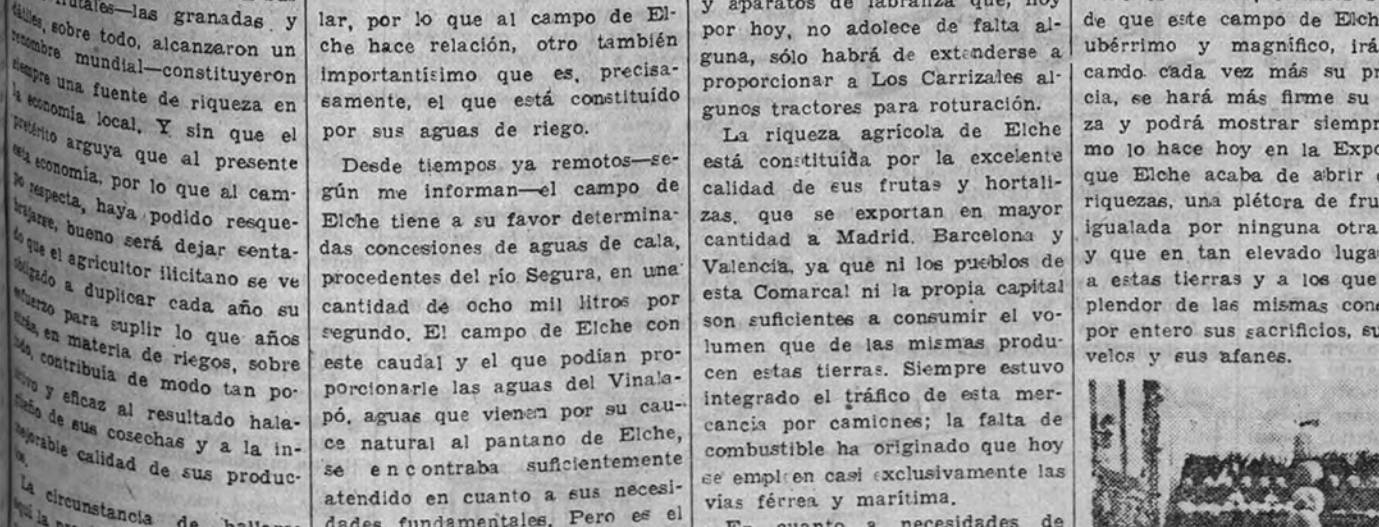 frutales—las granadas y
dátiles, sobre todo, alcanzaron un
renombre mundial—constituyeron
siempre una fuente de riqueza en
la economía local. Y sin que el
pretérito arguya que al presente
esta economía, por lo que al cam-
po respecta, haya podido resque-
brajarse, bueno será dejar senta-
do que el agricultor ilicitano se ve
obligado a duplicar cada año su
esfuerzo para suplir lo que años
atrás, en materia de riegos, sobre
todo, contribuía de modo tan po-
sitivo y eficaz al resultado hala-
güeño de sus cosechas y a la in-
mejorable calidad de sus produc-
tos.
La circunstancia de
lar, por lo que al campo de El-
che hace relación, otro también
importantísimo que es, precisa-
samente, el que está constituído
por sus aguas de riego.
Desde tiempos ya remotos—se-
gún me informan—el campo de
Elche tiene a su favor determina-
das concesiones de aguas de cala,
procedentes del río Segura, en una
cantidad de ocho mil litros por
segundo. El campo de Elche con
este caudal y el que podían pro-
porcionarle las aguas del Vinala-
pó, aguas que vienen por su cau-
ce natural al pantano de Elche,
se encontraba suficientemente
atendido en cuanto a sus necesi-
dades fundamentales. Pero es el
y aparatos de labranza que, hoy
por hoy, no adolece de falta al-
guna, sólo habrá de extenderse a
proporcionar a Los Carrizales al-
gunos tractores para roturación.
La riqueza agrícola de Elche
está constituída por la excelente
calidad de sus frutas y hortali-
zas, que se exportan en mayor
cantidad a Madrid. Barcelona y
Valencia, ya que ni los pueblos de
esta Comarcal ni la propia capital
son suficientes a consumir el vo-
lumen que de las mismas produ-
cen estas tierras. Siempre estuvo
integrado el tráfico de esta mer-
cancía por camiones; la falta de
combustible ha originado que hoy
se empleen casi exclusivamente las
vías férrea y marítima.
En cuanto a necesidades de
de que este campo de Elch
ubérrimo y magnífico, irá
cando cada vez más su pr
cia, se hará más firme su
za y podrá mostrar siempr
mo lo hace hoy en la Expo
que Elche acaba de abrir
riquezas, una plétora de fru
igualada por ninguna otra
y que en tan elevado luga
a estas tierras y a los que
plendor de las mismas con
por entero sus sacrificios, su
velos y sus afanes.